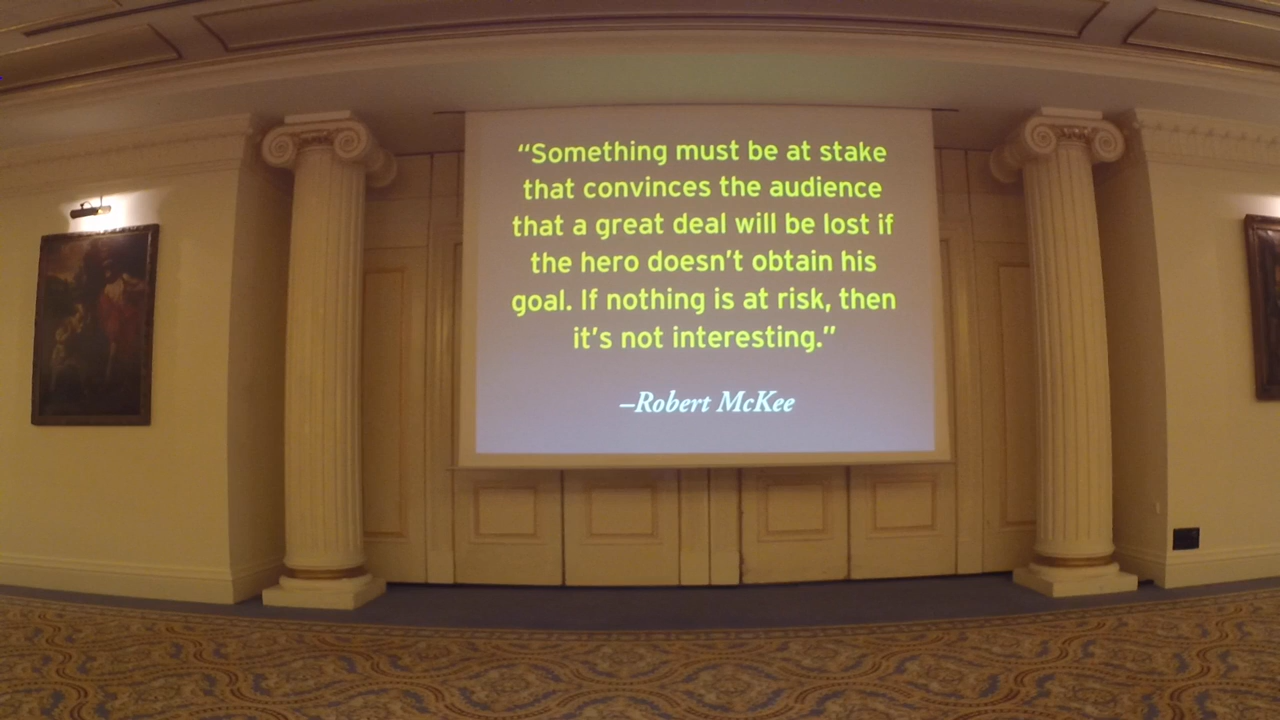 “Something must be at stake
that convinces the audience
that a great deal will be lost if
the hero doesn’t obtain his
goal. If nothing is at risk, then
it’s not interesting.”
–Robert McKee